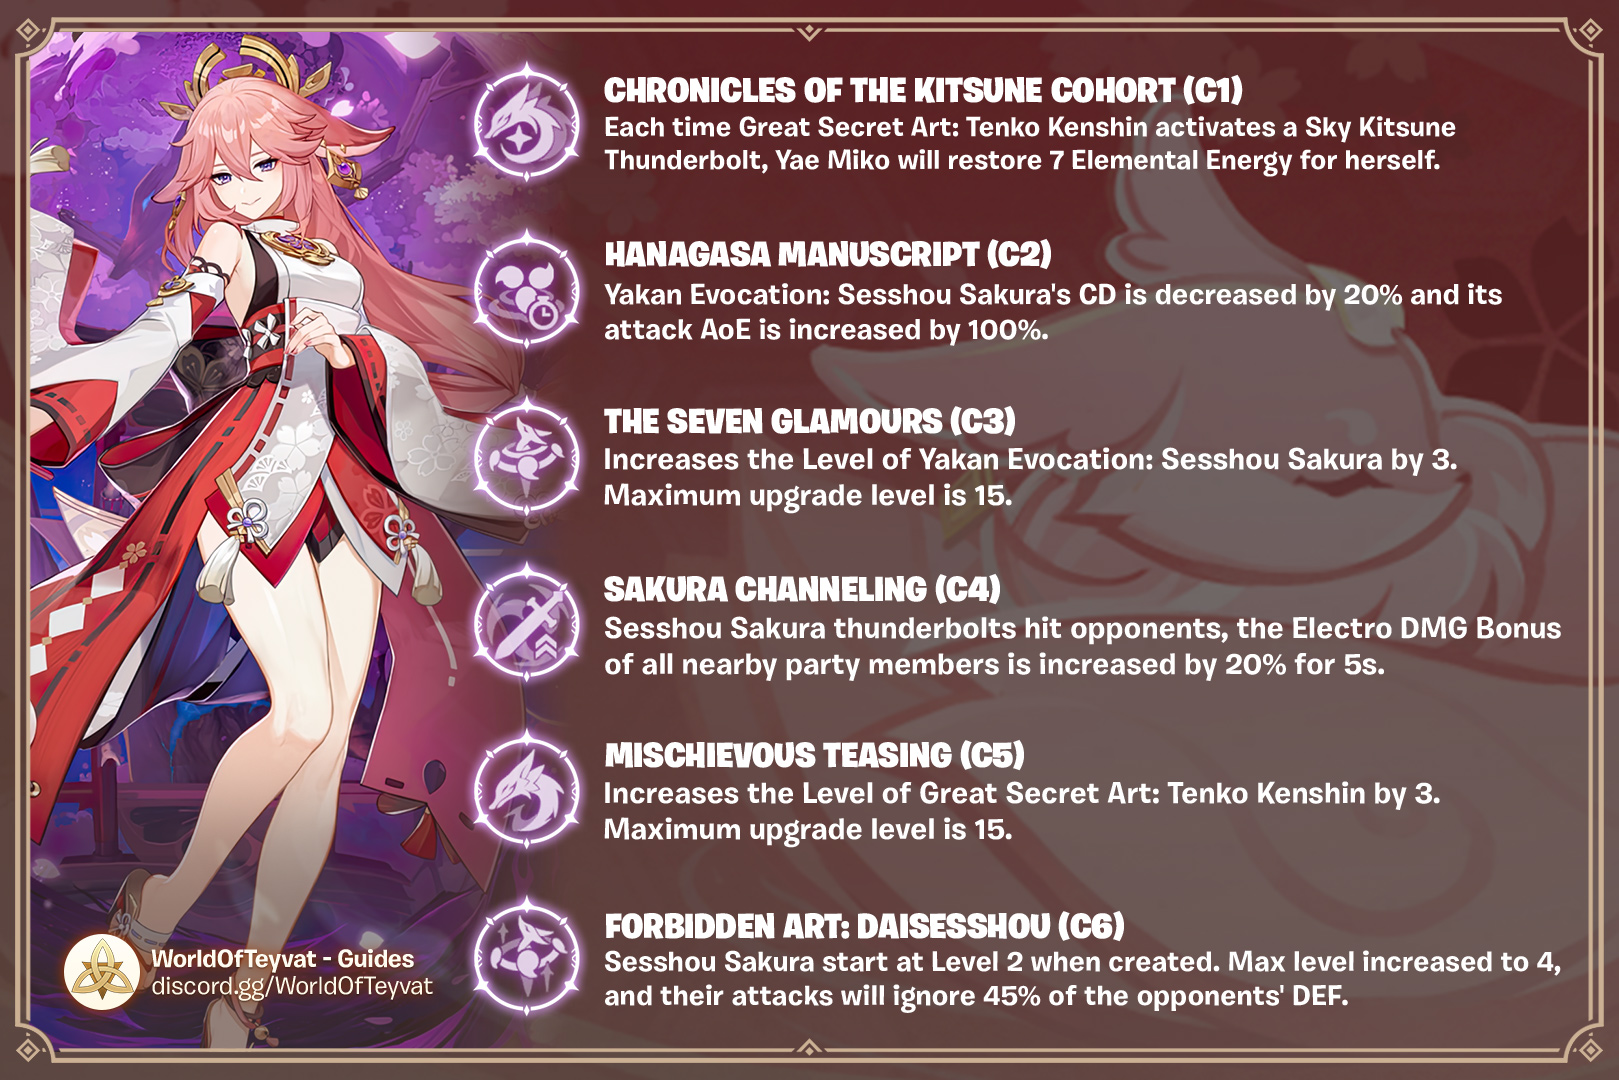 CHRONICLES OF THE KITSUNE COHORT (C1)
Each time Great Secret Art: Tenko Kenshin activates a Sky Kitsune
Thunderbolt, Yae Miko will restore 7 Elemental Energy for herself.
HANAGASA MANUSCRIPT (C2)
Yakan Evocation: Sesshou Sakura's CD is decreased by 20% and its
attack AoE is increased by 100%.
THE SEVEN GLAMOURS (C3)
Increases the Level of Yakan Evocation: Sesshou Sakura by 3.
Maximum upgrade level is 15.
SAKURA CHANNELING (C4)
Sesshou Sakura thunderbolts hit opponents, the Electro DMG Bonus
of all nearby party members is increased by 20% for 5s.
MISCHIEVOUS TEASING (C5)
Increases the Level of Great Secret Art: Tenko Kenshin by 3.
Maximum upgrade level is 15.
FORBIDDEN ART: DAISESSHOU (C6)
Sesshou Sakura start at Level 2 when created. Max level increased to 4,
and their attacks will ignore 45% of the opponents' DEF.
WorldOfTeyvat - Guides
discord.gg/WorldOfTeyvat